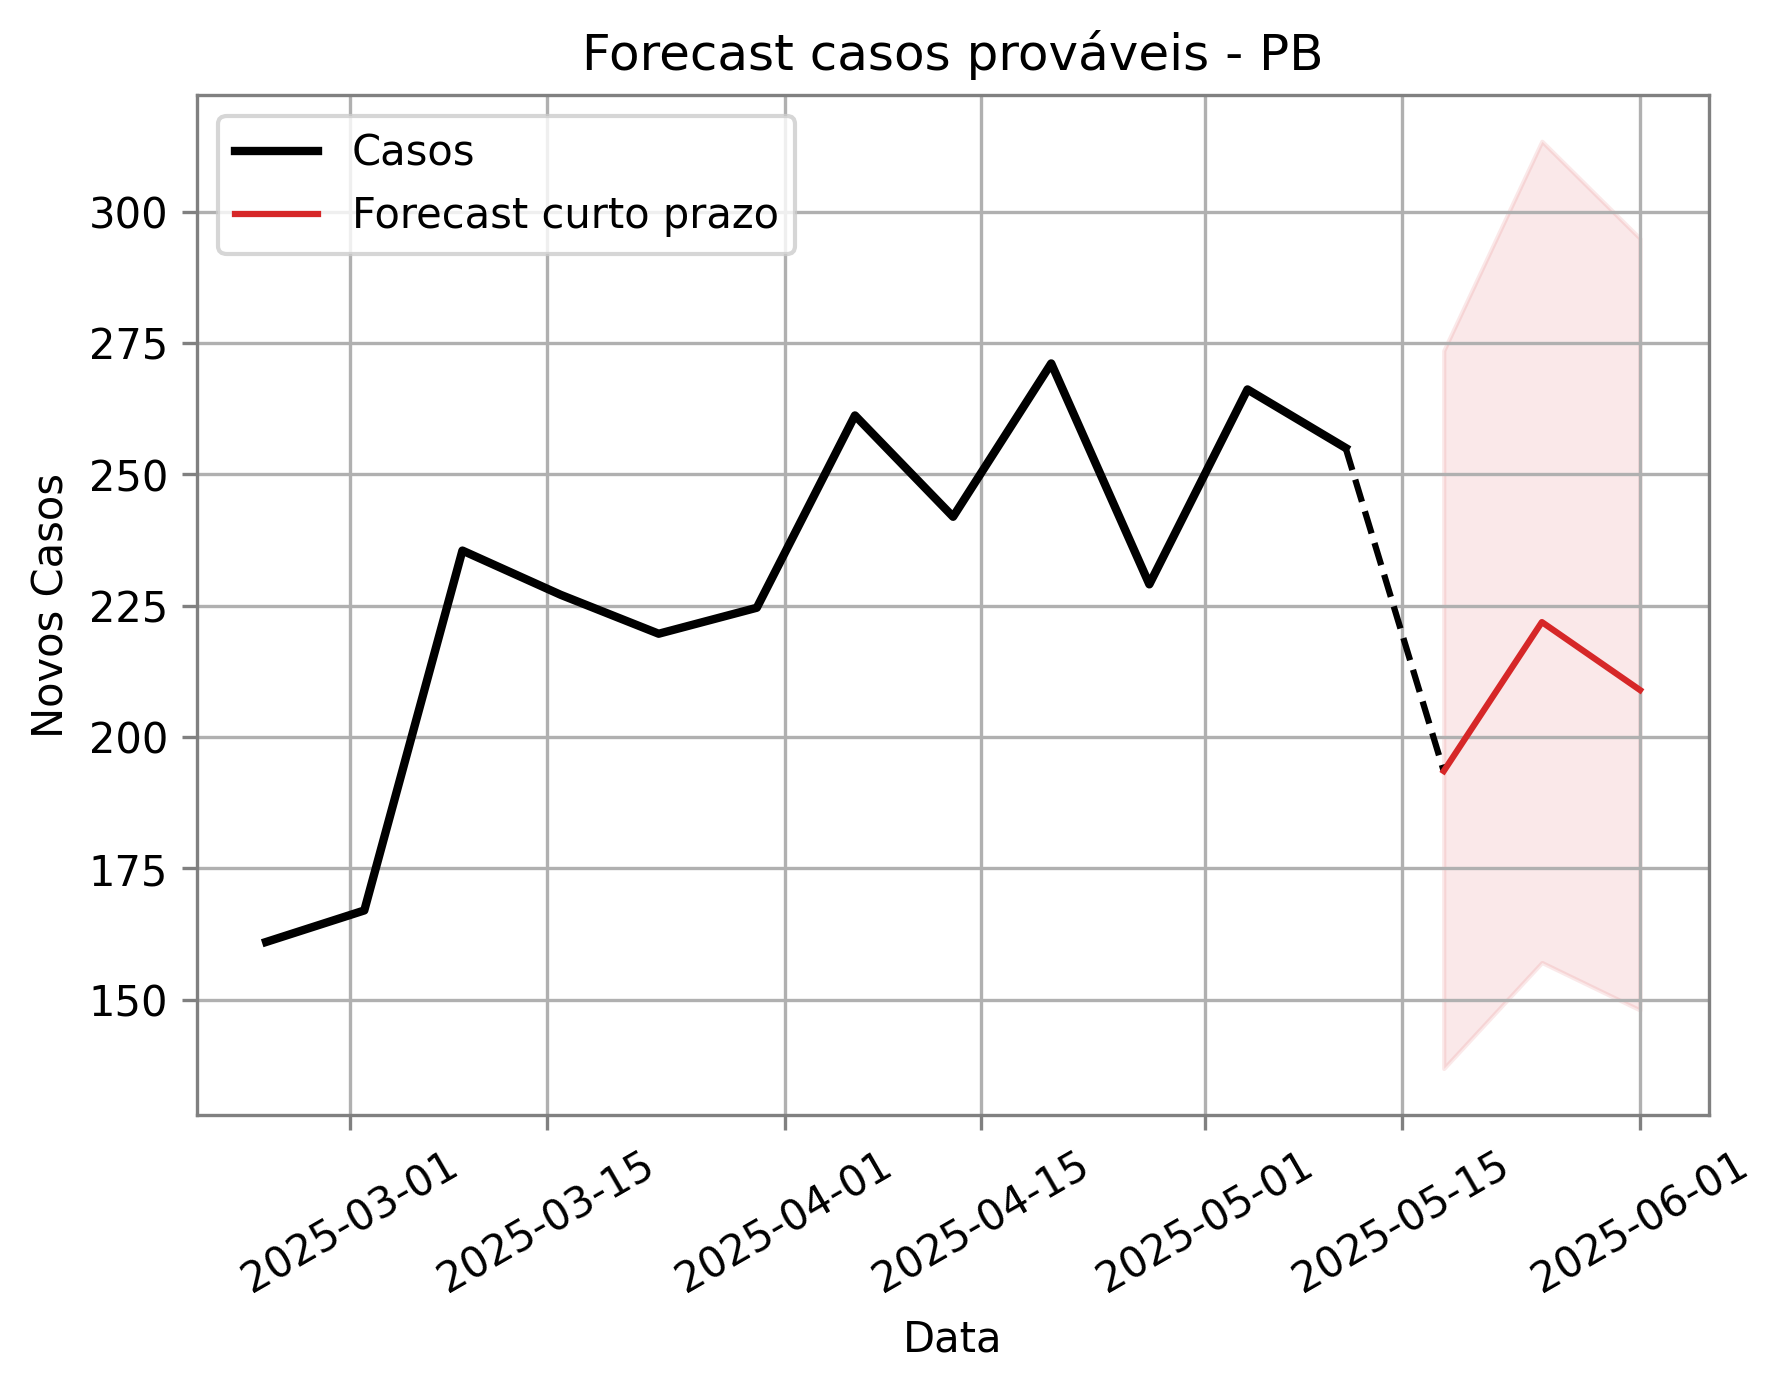 Forecast casos prováveis - PB
Casos
Forecast curto prazo
300
275
250
225
200
175
150
Novos Casos
2025-03-01
2025-03-15
2025-04-01
2025-04-15
2025-05-01
2025-05-15
2025-06-01
Data